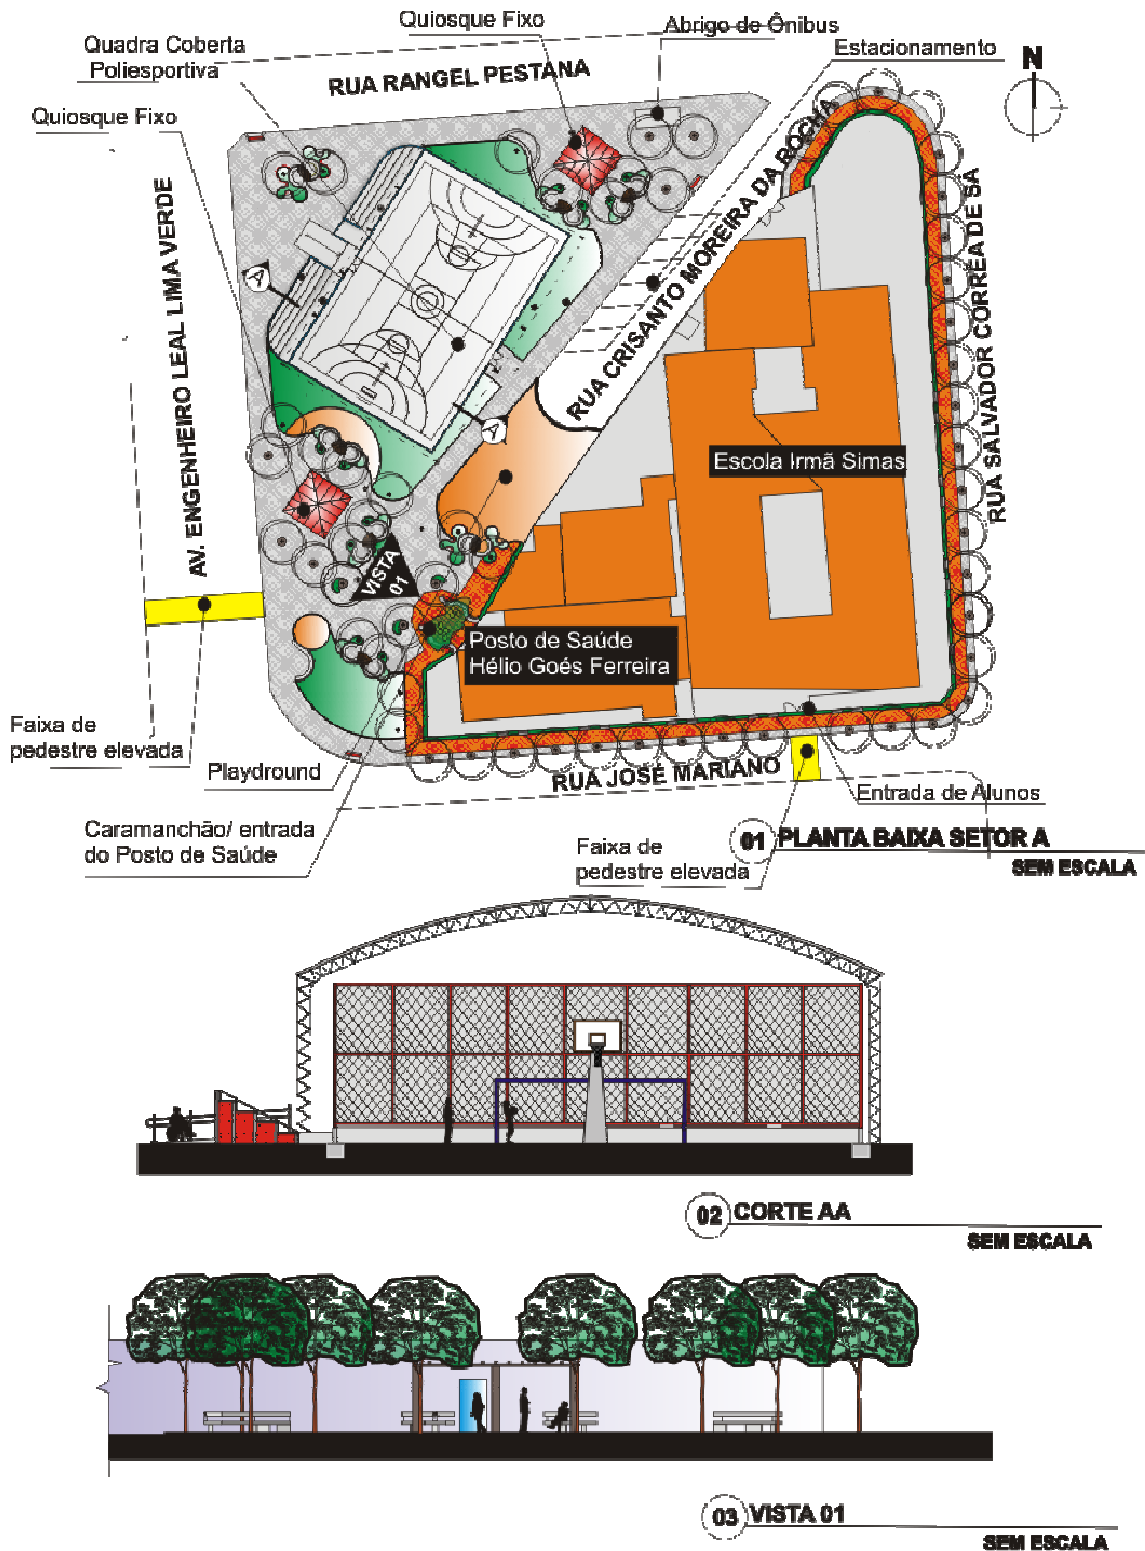 Quiosque Fixo
Abrigo de Ônibus
Quadra Coberta
Poliesportiva
Estacionamento
N
RUA RANGEL PESTANA
Quiosque Fixo
RUA CRISANTO MOREIRA DA ROCHA
AV. ENGENHEIRO LEAL LIMA VERDE
RUA SALVADOR CORREA DE SA
A
A
Escola Irmã Simas
VISTA
01
Posto de Saúde
Hélio Goés Ferreira
Faixa de
pedestre elevada
Playdround
RUA JOSÉ MARIANO
Entrada de Alunos
Caramanchão/ entrada
do Posto de Saúde
Faixa de
pedestre elevada
01 PLANTA BAIXA SETOR A
SEM ESCALA
02 CORTE AA
SEM ESCALA
03 VISTA 01
SEM ESCALA